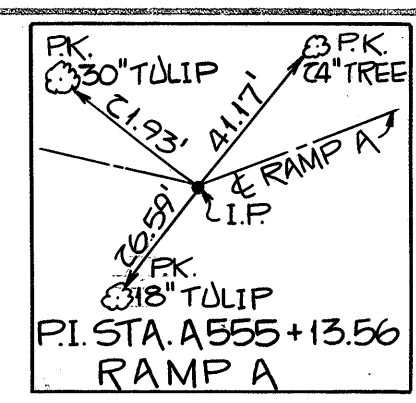 P.K.
30" TULIP
P.K.
24" TREE
21.93'
41.17'
℄ RAMP A
I.P.
26.59'
P.K.
18" TULIP
P.I. STA. A555+13.56
RAMP A